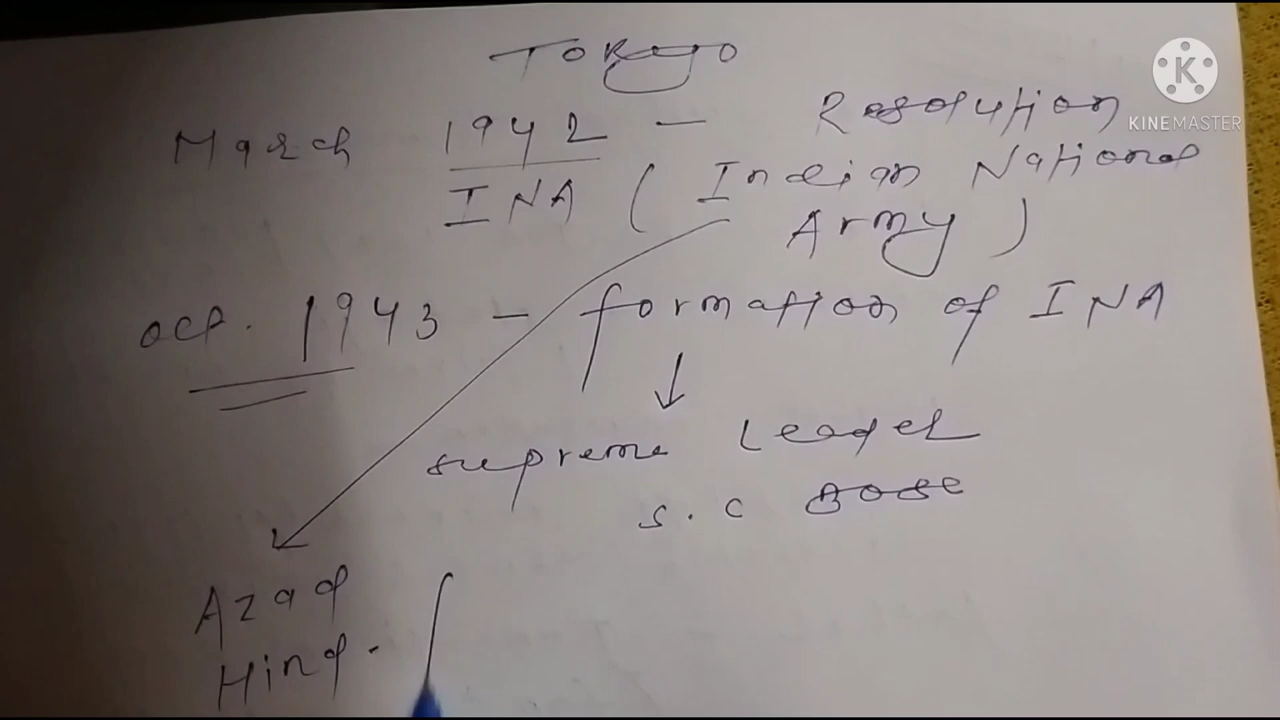 Tokyo
March 1942 - Resolution
INA (Indian National
Army)
Oct. 1943 - formation of INA
supreme Leader
S.C Bose
Azad
Hind.
KINEMASTER